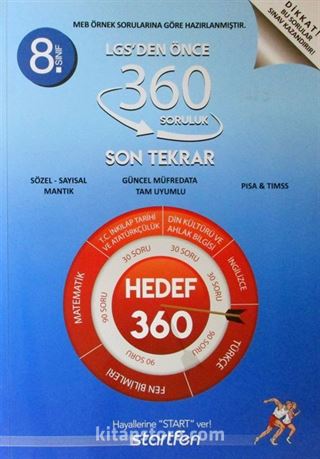 MEB ÖRNEK SORULARINA GÖRE HAZIRLANMIŞTIR.
DİKKAT!
BU SORULAR
SINAV KAZANDIRIR!
8.
SINIF
LGS'DEN ÖNCE
360
SORULUK
SON TEKRAR
SÖZEL - SAYISAL
MANTIK
GÜNCEL MÜFREDATA
TAM UYUMLU
PISA & TIMSS
T.C. İNKILAP TARİHİ
VE ATATÜRKÇÜLÜK
30 SORU
DİN KÜLTÜRÜ VE
AHLAK BİLGİSİ
30 SORU
İNGİLİZCE
30 SORU
MATEMATİK
90 SORU
HEDEF
360
TÜRKÇE
90 SORU
FEN BİLİMLERİ
90 SORU
Hayallerine "START" ver!
startfen
kitapstore.com